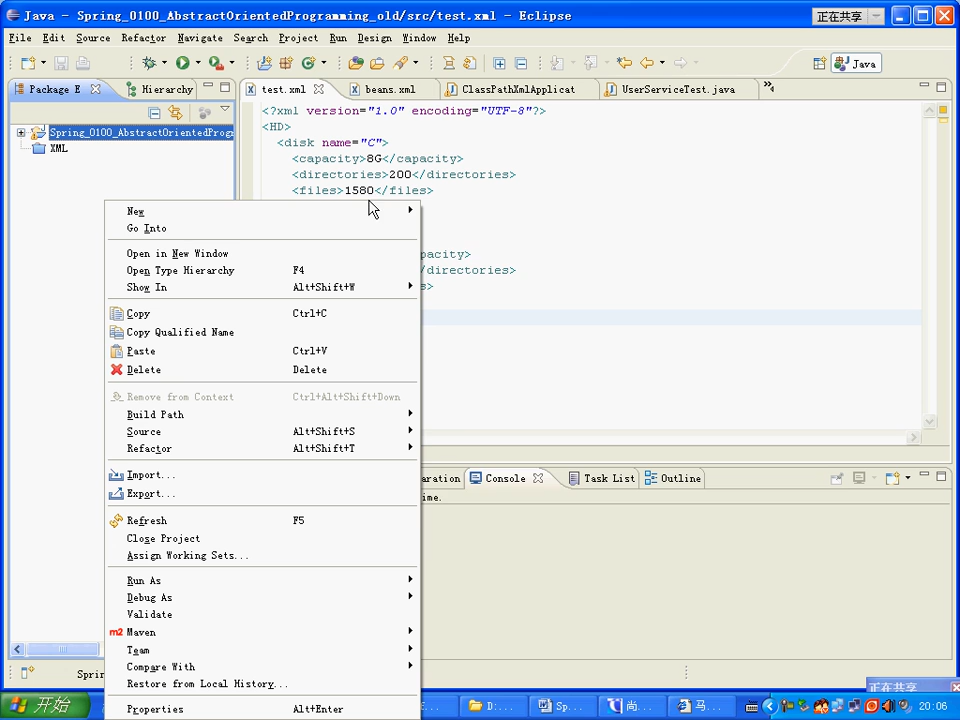 Java - Spring_0100_AbstractOrientedProgramming_old/src/test.xml - Eclipse
正在共享
File Edit Source Refactor Navigate Search Project Run Design Window Help
Java
Package E
Hierarchy
test.xml
beans.xml
ClassPathXmlApplicat
UserServiceTest.java
Spring_0100_AbstractOrientedProgr
XML
<?xml version="1.0" encoding="UTF-8"?>
<HD>
<disk name="C">
<capacity>8G</capacity>
<directories>200</directories>
<files>1580</files>
pacity>
/directories>
s>
New
Go Into
Open in New Window
Open Type Hierarchy F4
Show In Alt+Shift+W
Copy Ctrl+C
Copy Qualified Name
Paste Ctrl+V
Delete Delete
Remove from Context Ctrl+Alt+Shift+Down
Build Path
Source Alt+Shift+S
Refactor Alt+Shift+T
Import...
Export...
Refresh F5
Close Project
Assign Working Sets...
Run As
Debug As
Validate
m2 Maven
Team
Compare With
Restore from Local History...
Properties Alt+Enter
aration
Console
Task List
Outline
ime.
Sprin
正在共享
开始
D:...
Sp...
尚...
马...
20:06